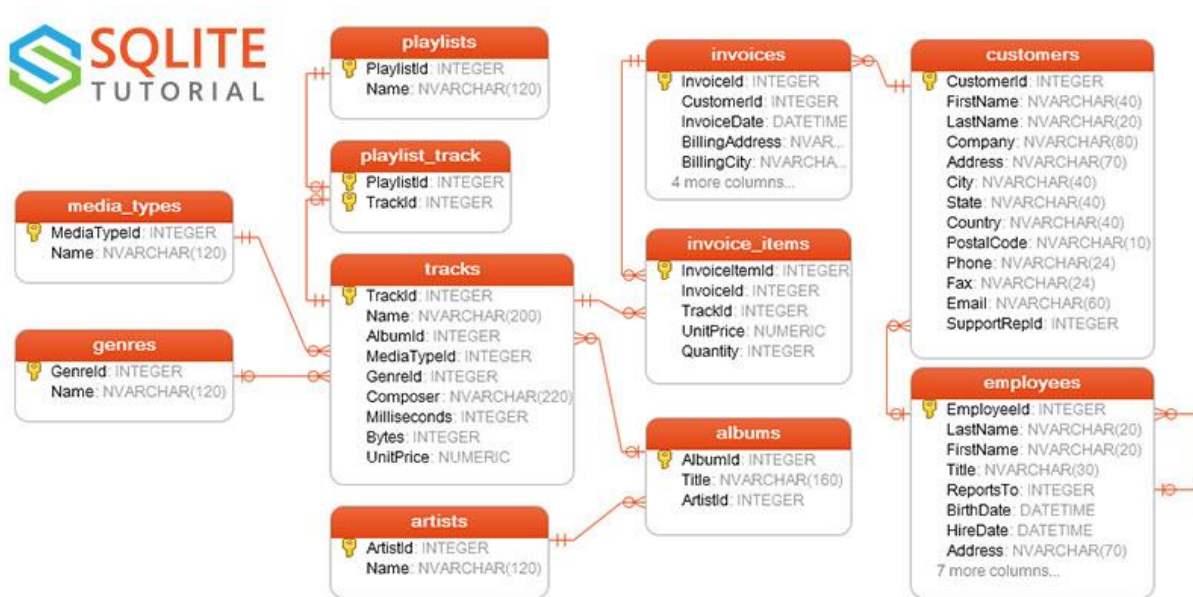 SQLITE
TUTORIAL
playlists
PlaylistId: INTEGER
Name: NVARCHAR(120)
playlist_track
PlaylistId: INTEGER
TrackId: INTEGER
media_types
MediaTypeId: INTEGER
Name: NVARCHAR(120)
genres
GenreId: INTEGER
Name: NVARCHAR(120)
tracks
TrackId: INTEGER
Name: NVARCHAR(200)
AlbumId: INTEGER
MediaTypeId: INTEGER
GenreId: INTEGER
Composer: NVARCHAR(220)
Milliseconds: INTEGER
Bytes: INTEGER
UnitPrice: NUMERIC
artists
ArtistId: INTEGER
Name: NVARCHAR(120)
invoices
InvoiceId: INTEGER
CustomerId: INTEGER
InvoiceDate: DATETIME
BillingAddress: NVAR...
BillingCity: NVARCHA...
4 more columns...
invoice_items
InvoiceItemId: INTEGER
InvoiceId: INTEGER
TrackId: INTEGER
UnitPrice: NUMERIC
Quantity: INTEGER
albums
AlbumId: INTEGER
Title: NVARCHAR(160)
ArtistId: INTEGER
customers
CustomerId: INTEGER
FirstName: NVARCHAR(40)
LastName: NVARCHAR(20)
Company: NVARCHAR(80)
Address: NVARCHAR(70)
City: NVARCHAR(40)
State: NVARCHAR(40)
Country: NVARCHAR(40)
PostalCode: NVARCHAR(10)
Phone: NVARCHAR(24)
Fax: NVARCHAR(24)
Email: NVARCHAR(60)
SupportRepId: INTEGER
employees
EmployeeId: INTEGER
LastName: NVARCHAR(20)
FirstName: NVARCHAR(20)
Title: NVARCHAR(30)
ReportsTo: INTEGER
BirthDate: DATETIME
HireDate: DATETIME
Address: NVARCHAR(70)
7 more columns...